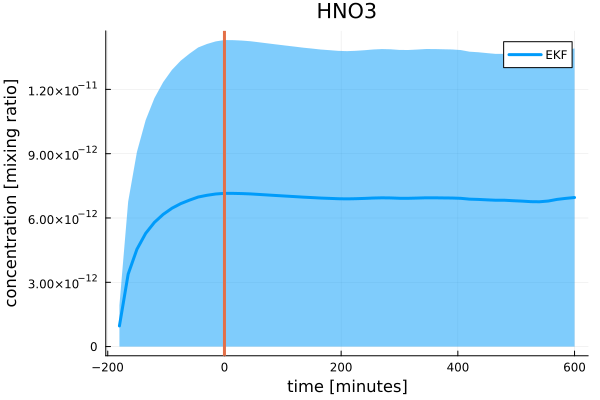 HNO3
EKF
concentration [mixing ratio]
1.20×10⁻¹¹
9.00×10⁻¹²
6.00×10⁻¹²
3.00×10⁻¹²
0
−200
0
200
400
600
time [minutes]